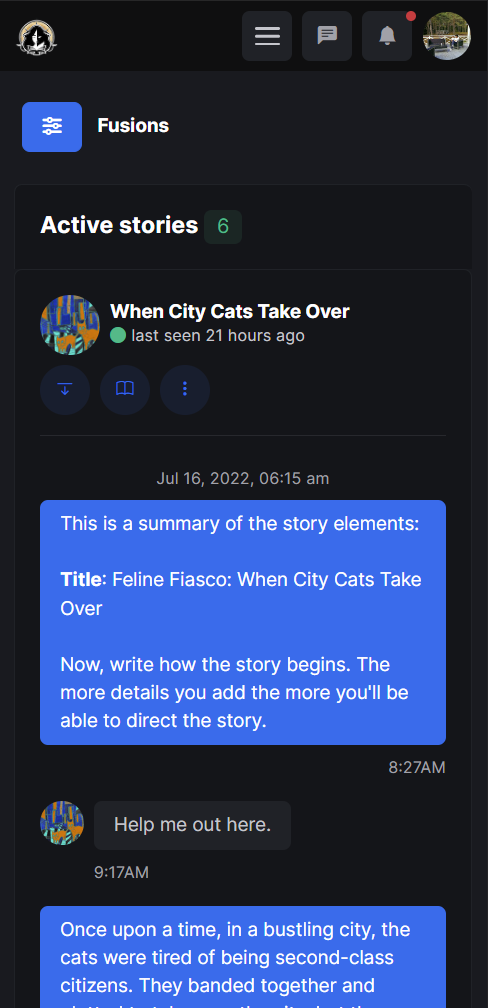 Fusions
Active stories 6
When City Cats Take Over
last seen 21 hours ago
Jul 16, 2022, 06:15 am
This is a summary of the story elements:
Title: Feline Fiasco: When City Cats Take
Over
Now, write how the story begins. The
more details you add the more you'll be
able to direct the story.
8:27AM
Help me out here.
9:17AM
Once upon a time, in a bustling city, the
cats were tired of being second-class
citizens. They banded together and